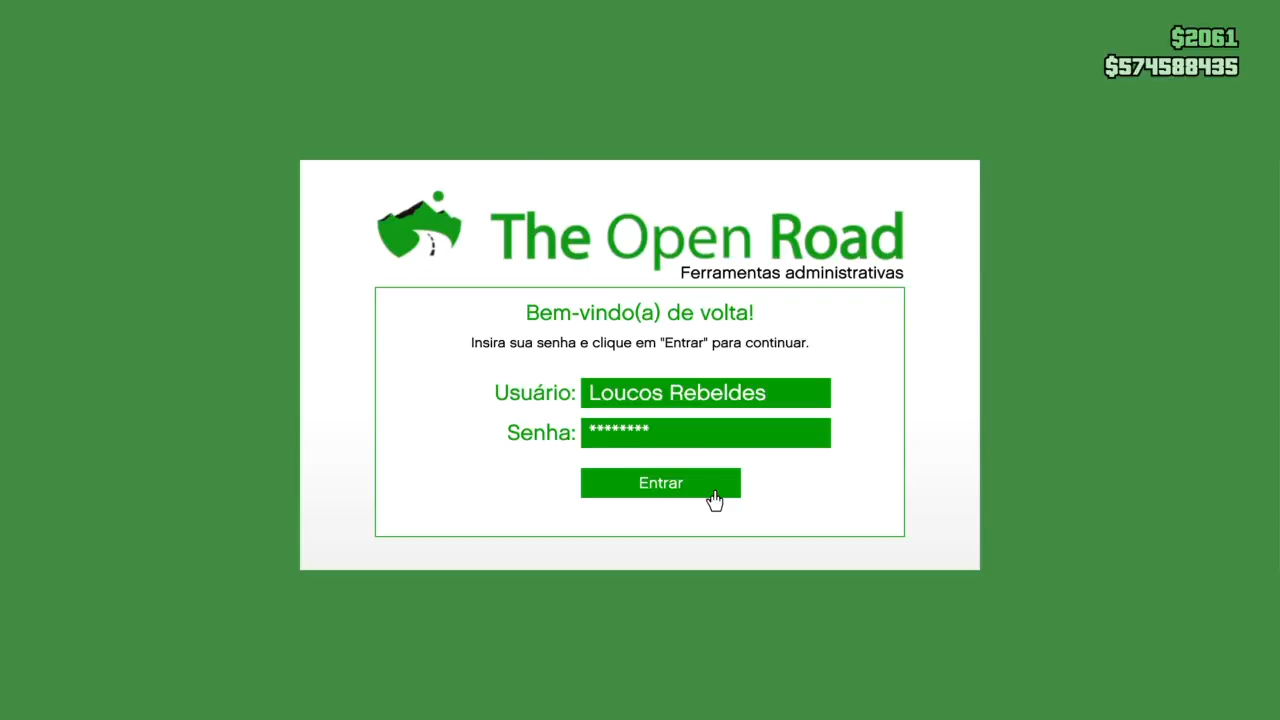 $2061
$574588435
The Open Road
Ferramentas administrativas
Bem-vindo(a) de volta!
Insira sua senha e clique em "Entrar" para continuar.
Usuário: Loucos Rebeldes
Senha: ********
Entrar